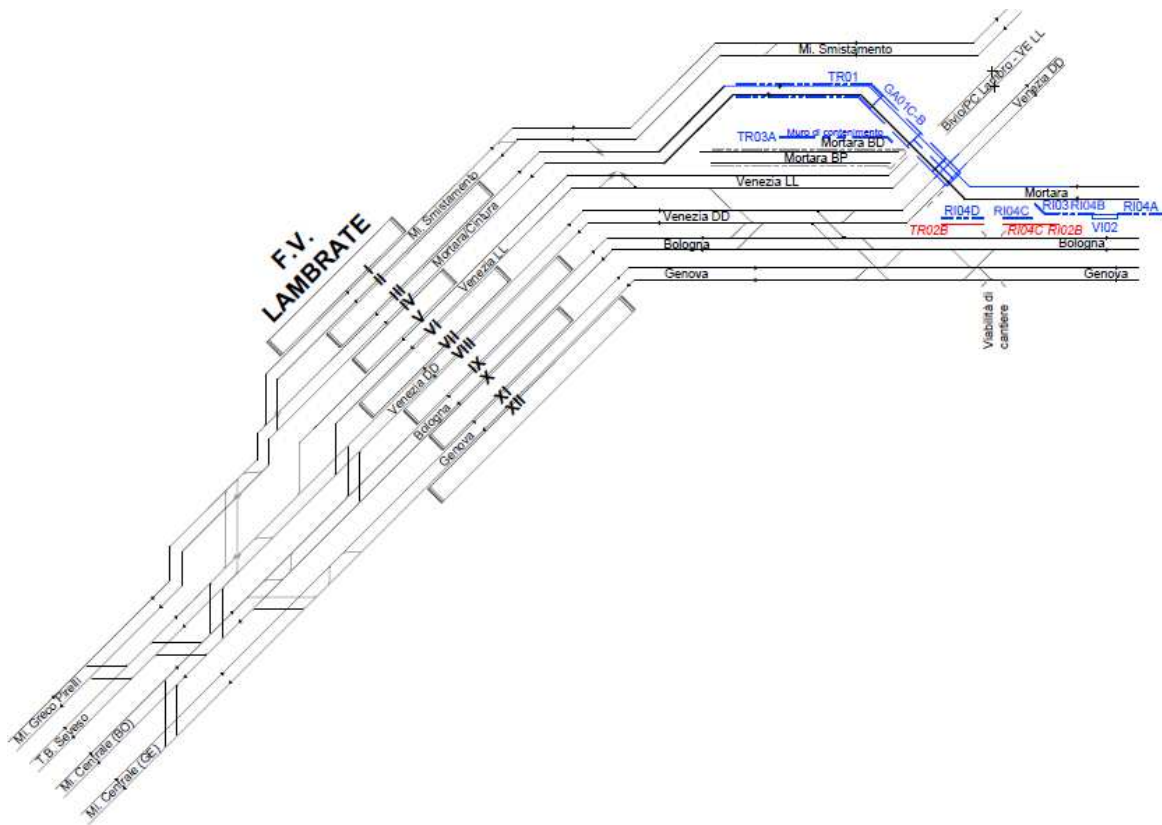 Mi. Smistamento
TR01
GA01C-B
Bivio/PC Lambro - VE LL
Venezia DD
TR03A
Muro di contenimento
Mortara BD
Mortara BP
Venezia LL
Mortara
Venezia DD
RI04D
RI04C
RI03
RI04B
RI04A
VI02
TR02B
RI04C
RI02B
Bologna
Bologna
Genova
Genova
Viabilità di
cantiere
F.V.
LAMBRATE
Mi. Smistamento
Mortara/Cintura
Venezia LL
I
II
III
IV
V
VI
VII
VIII
IX
X
XI
XII
Venezia DD
Bologna
Genova
Mi. Greco Pirelli
T.B. Seveso
Mi. Centrale (BO)
Mi. Centrale (GE)